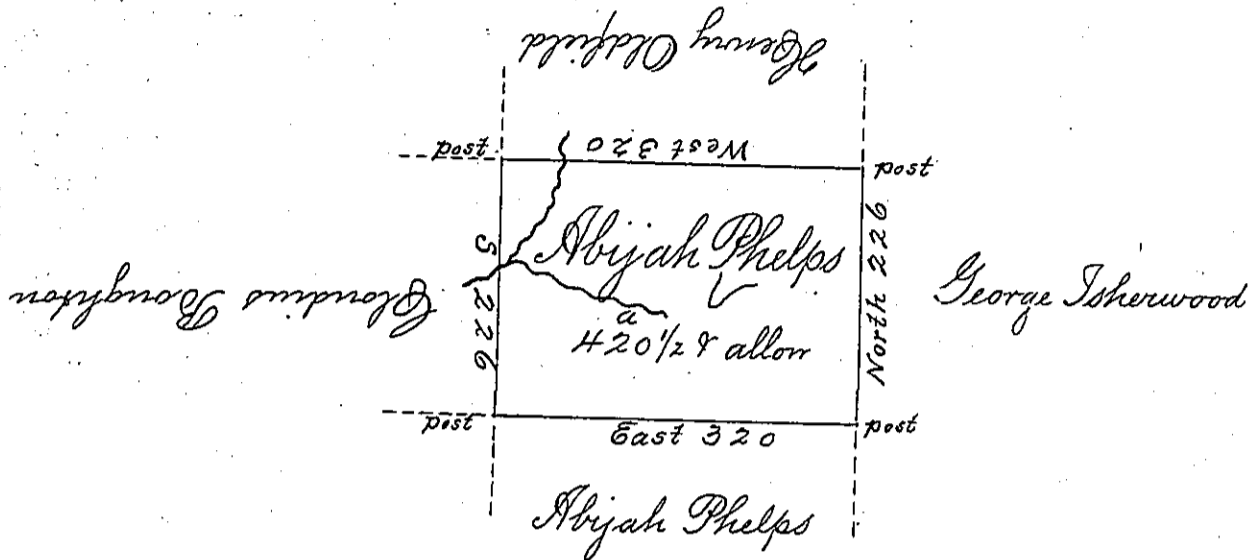 Henry Oldfield
post
West 320
post
Abijah Phelps
S 226
North 226
Claudius Boughton
George Isherwood
a
420 1/2 & allow
post
East 320
post
Abijah Phelps